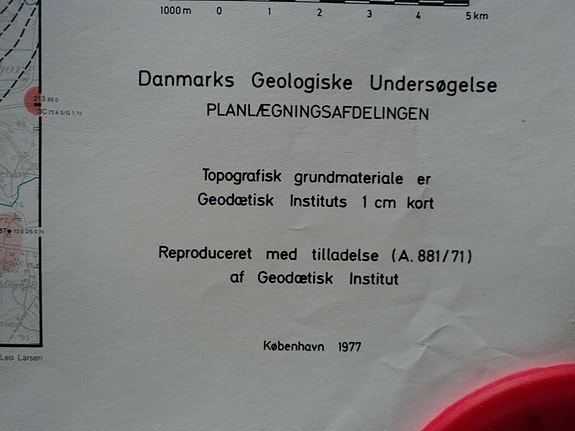 1000 m 0 1 2 3 4 5 km
Danmarks Geologiske Undersøgelse
PLANLÆGNINGSAFDELINGEN
Topografisk grundmateriale er
Geodætisk Instituts 1 cm kort
Reproduceret med tilladelse (A. 881/71)
af Geodætisk Institut
København 1977
Leo Larsen